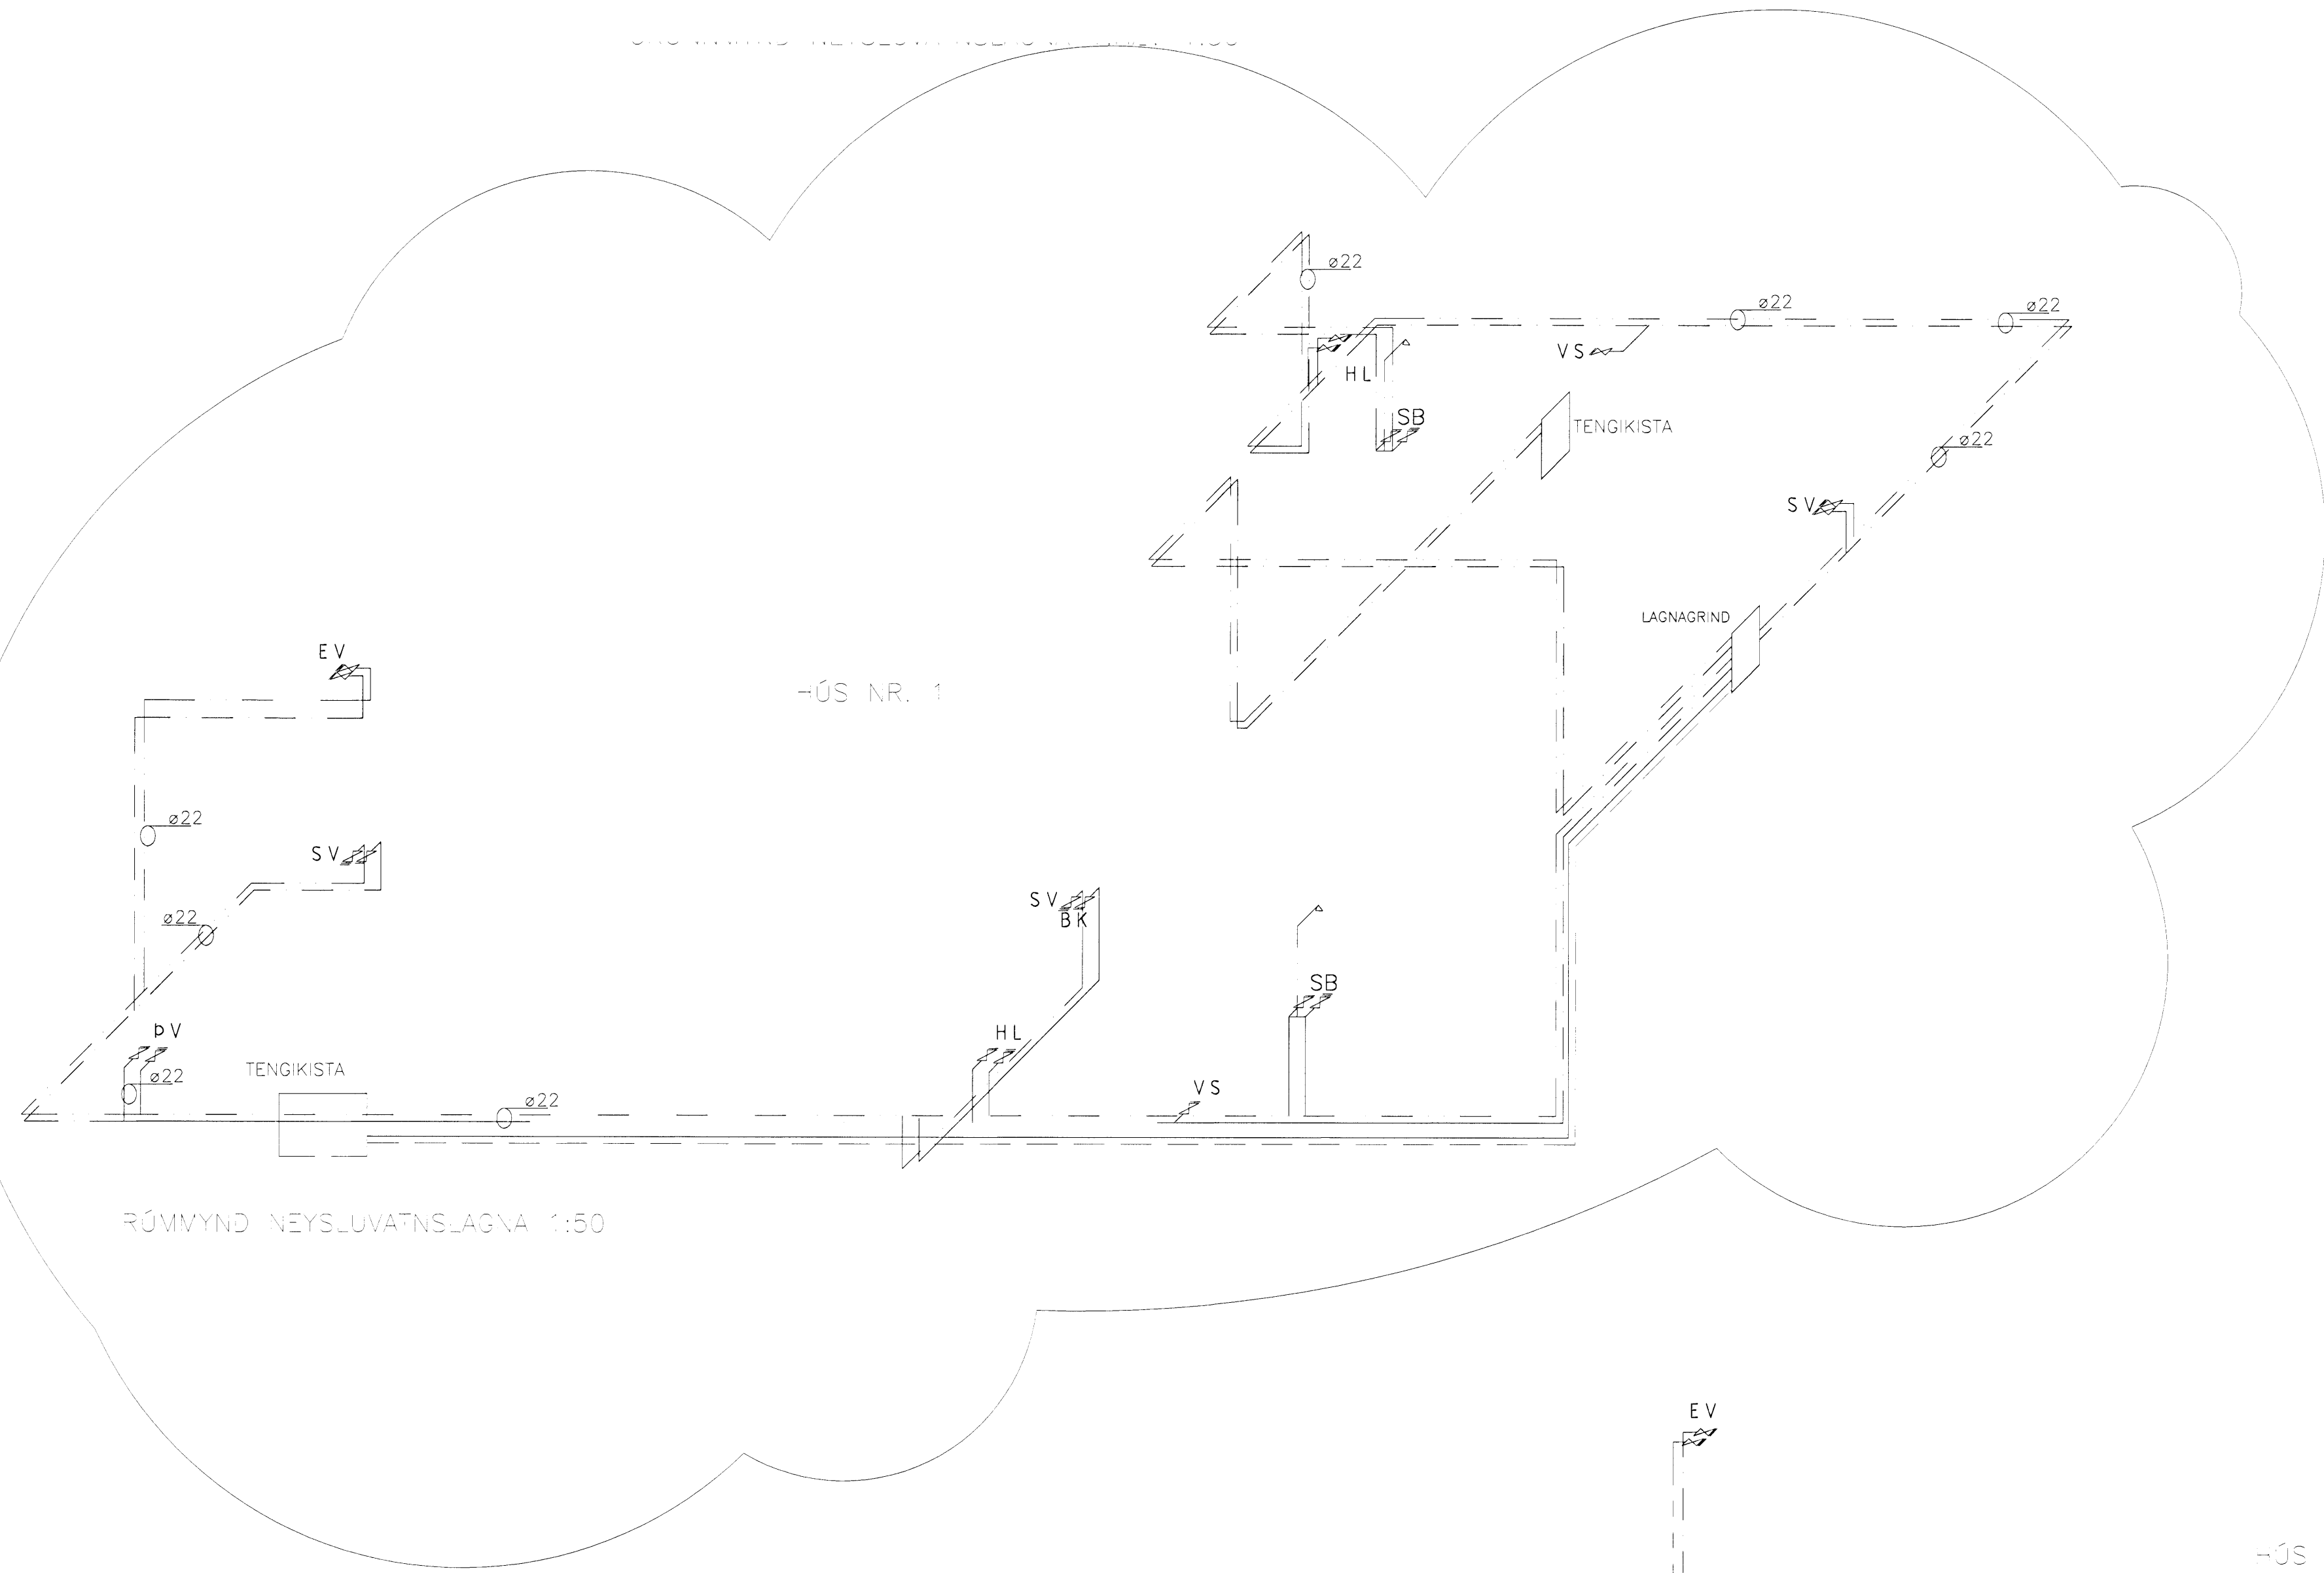 ø22
ø22
ø22
VS
HL
SB
TENGIKISTA
ø22
SV
LAGNAGRIND
EV
HÚS NR. 1
ø22
SV
SV
BK
ø22
SB
ÞV
HL
TENGIKISTA
ø22
VS
ø22
RÚMMYND NEYSLUVATNSLAGNA 1:50
EV
HÚS